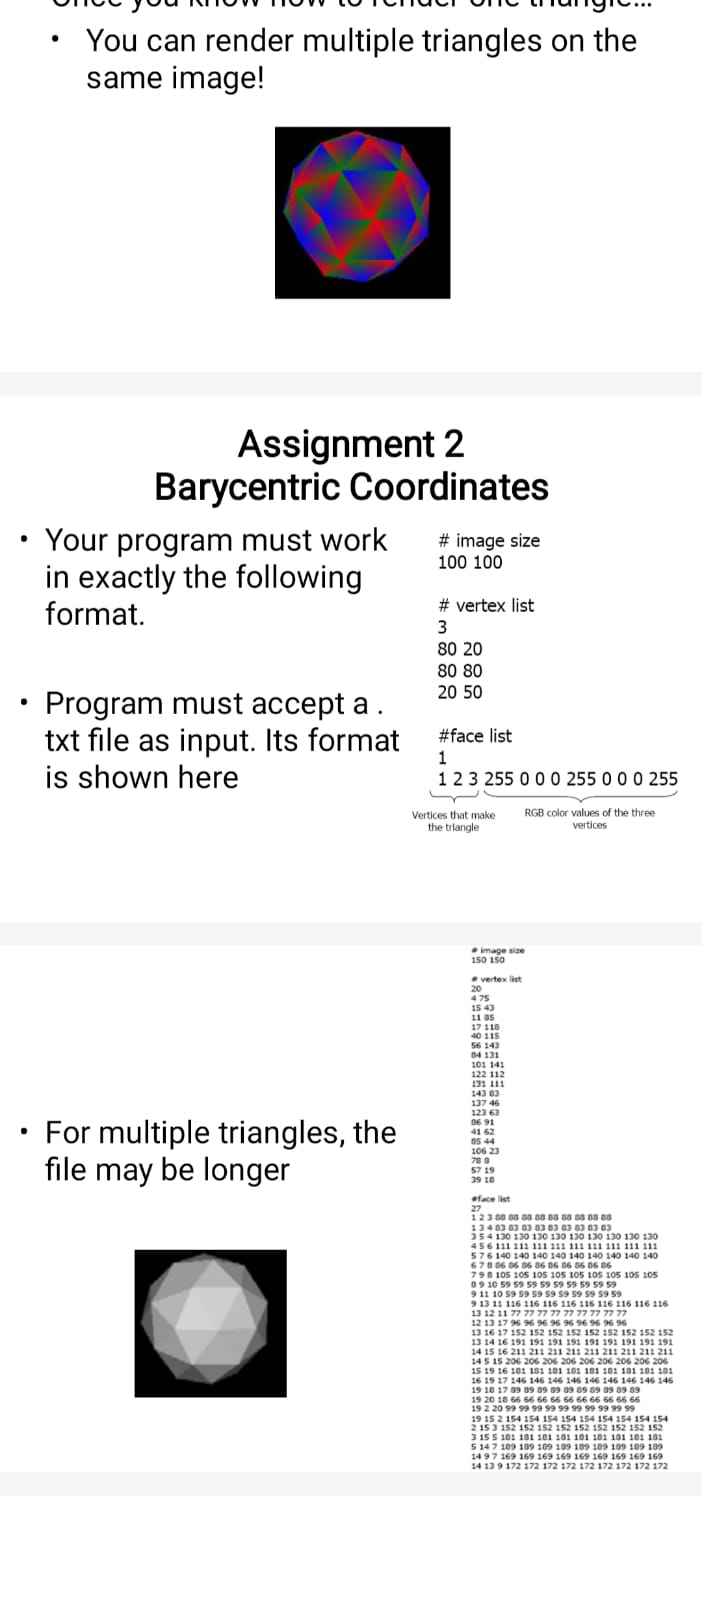 Once you know how to render one triangle...
• You can render multiple triangles on the
same image!
Assignment 2
Barycentric Coordinates
• Your program must work
in exactly the following
format.
• Program must accept a .
txt file as input. Its format
is shown here
# image size
100 100
# vertex list
3
80 20
80 80
20 50
#face list
1
1 2 3 255 0 0 0 255 0 0 0 255
Vertices that make
the triangle
RGB color values of the three
vertices
• For multiple triangles, the
file may be longer
# image size
150 150
# vertex list
20
4 75
15 43
11 85
17 118
40 115
56 143
84 131
101 141
122 112
131 111
143 83
137 46
123 63
86 91
41 62
85 44
106 23
78 8
57 19
39 18
#face list
27
1 2 3 88 88 88 88 88 88 88 88 88
1 3 4 83 83 83 83 83 83 83 83 83
3 5 4 130 130 130 130 130 130 130 130 130
4 5 6 111 111 111 111 111 111 111 111 111
5 7 6 140 140 140 140 140 140 140 140 140
6 7 8 86 86 86 86 86 86 86 86 86
7 9 8 105 105 105 105 105 105 105 105 105
8 9 10 59 59 59 59 59 59 59 59 59
9 11 10 59 59 59 59 59 59 59 59 59
9 13 11 116 116 116 116 116 116 116 116 116
13 12 11 77 77 77 77 77 77 77 77 77
12 13 17 96 96 96 96 96 96 96 96 96
13 16 17 152 152 152 152 152 152 152 152 152
13 14 16 191 191 191 191 191 191 191 191 191
14 15 16 211 211 211 211 211 211 211 211 211
14 5 15 206 206 206 206 206 206 206 206 206
15 19 16 181 181 181 181 181 181 181 181 181
16 19 17 146 146 146 146 146 146 146 146 146
19 18 17 89 89 89 89 89 89 89 89 89
19 20 18 66 66 66 66 66 66 66 66 66
19 2 20 99 99 99 99 99 99 99 99 99
19 15 2 154 154 154 154 154 154 154 154 154
2 15 3 152 152 152 152 152 152 152 152 152
3 15 5 181 181 181 181 181 181 181 181 181
5 14 7 189 189 189 189 189 189 189 189 189
14 9 7 169 169 169 169 169 169 169 169 169
14 13 9 172 172 172 172 172 172 172 172 172